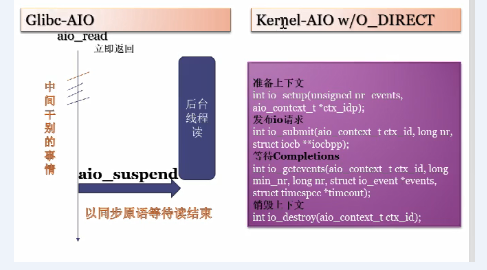 Glibc-AIO
aio_read
立即返回
中间干别的事情
后台
线程
读
aio_suspend
以同步原语等待读结束
Kernel-AIO w/O_DIRECT
准备上下文
int io_setup(unsigned nr_events,
aio_context_t *ctx_idp);
发布io请求
int io_submit(aio_context_t ctx_id, long nr,
struct iocb **iocbpp);
等待Completions
int io_getevents(aio_context_t ctx_id, long
min_nr, long nr, struct io_event *events,
struct timespec *timeout);
销毁上下文
int io_destroy(aio_context_t ctx_id);